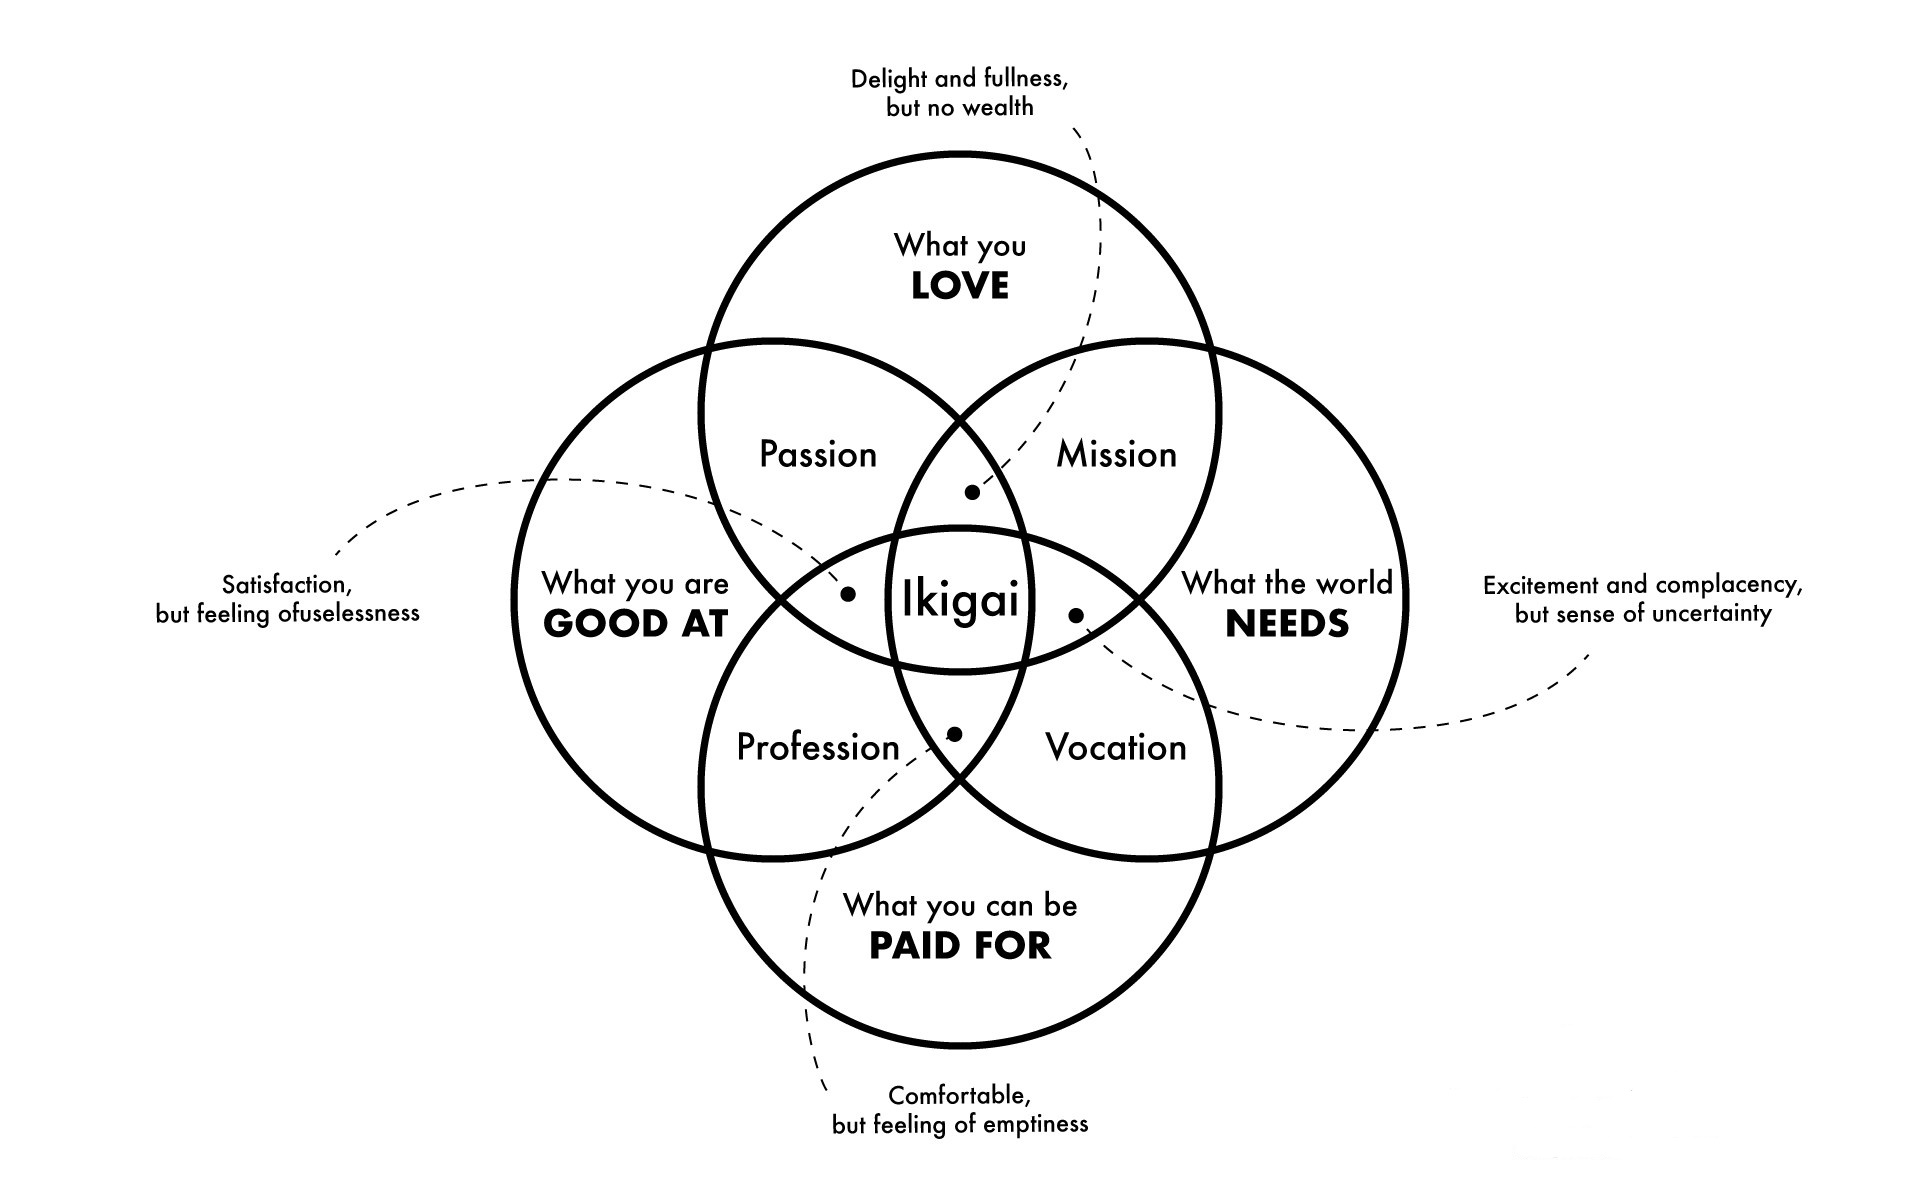 Delight and fullness,
but no wealth
What you
LOVE
Passion
Mission
Satisfaction,
but feeling ofuselessness
What you are
GOOD AT
Ikigai
What the world
NEEDS
Excitement and complacency,
but sense of uncertainty
Profession
Vocation
What you can be
PAID FOR
Comfortable,
but feeling of emptiness